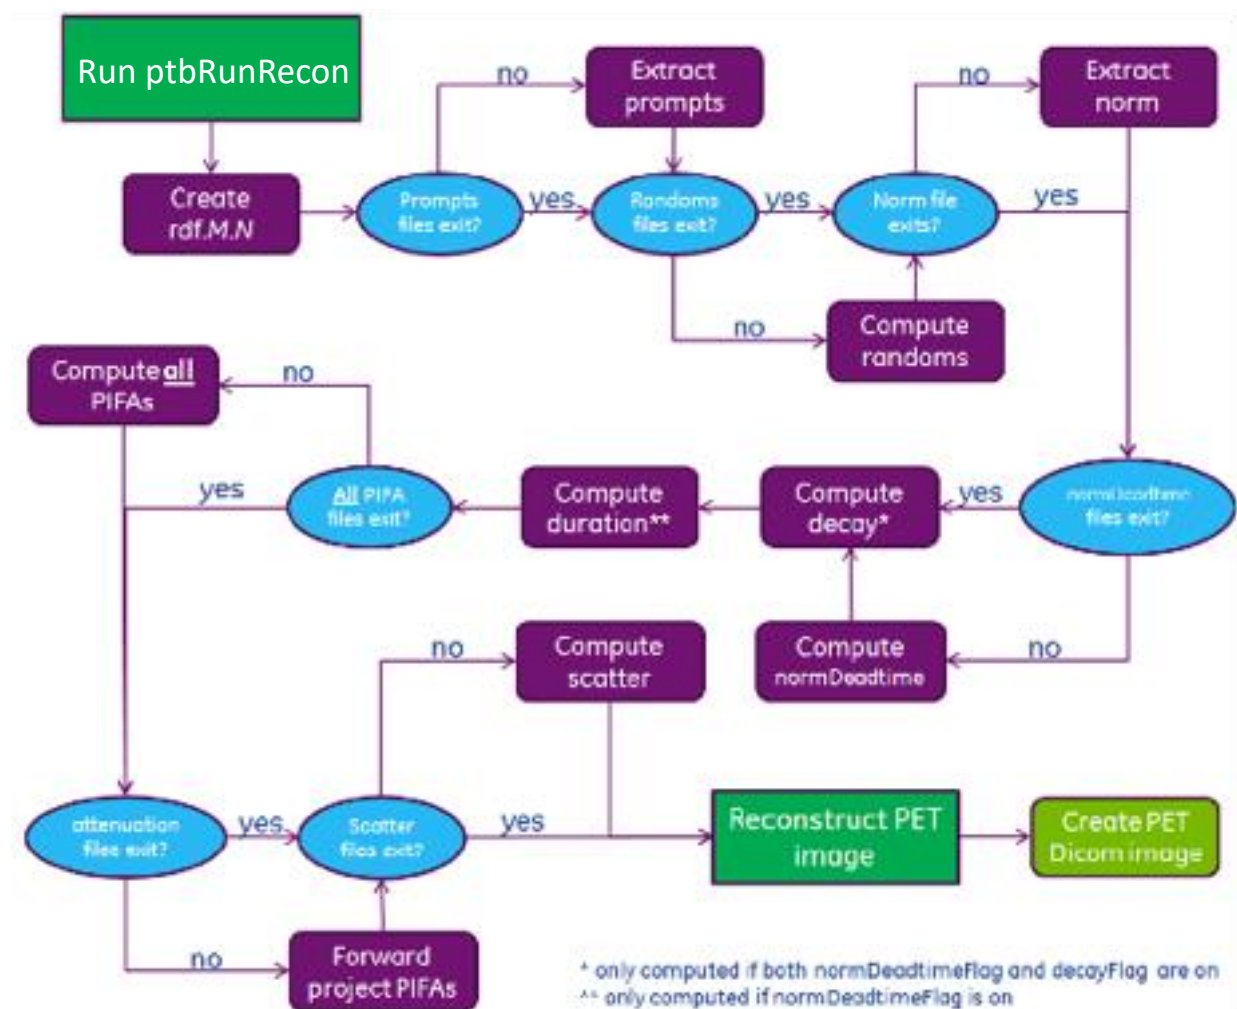 Run ptbRunRecon
no
Extract
prompts
no
Extract
norm
Create
rdf.M.N
Prompts
files exit?
yes
Randoms
files exit?
yes
Norm file
exits?
yes
no
Compute
randoms
Compute all
PIFAs
no
yes
All PIFA
files exit?
Compute
duration**
Compute
decay*
yes
normDeadtime
files exit?
no
Compute
scatter
Compute
normDeadtime
no
attenuation
files exit?
yes
Scatter
files exit?
yes
Reconstruct PET
image
Create PET
Dicom image
no
Forward
project PIFAs
* only computed if both normDeadtimeFlag and decayFlag are on
** only computed if normDeadtimeFlag is on